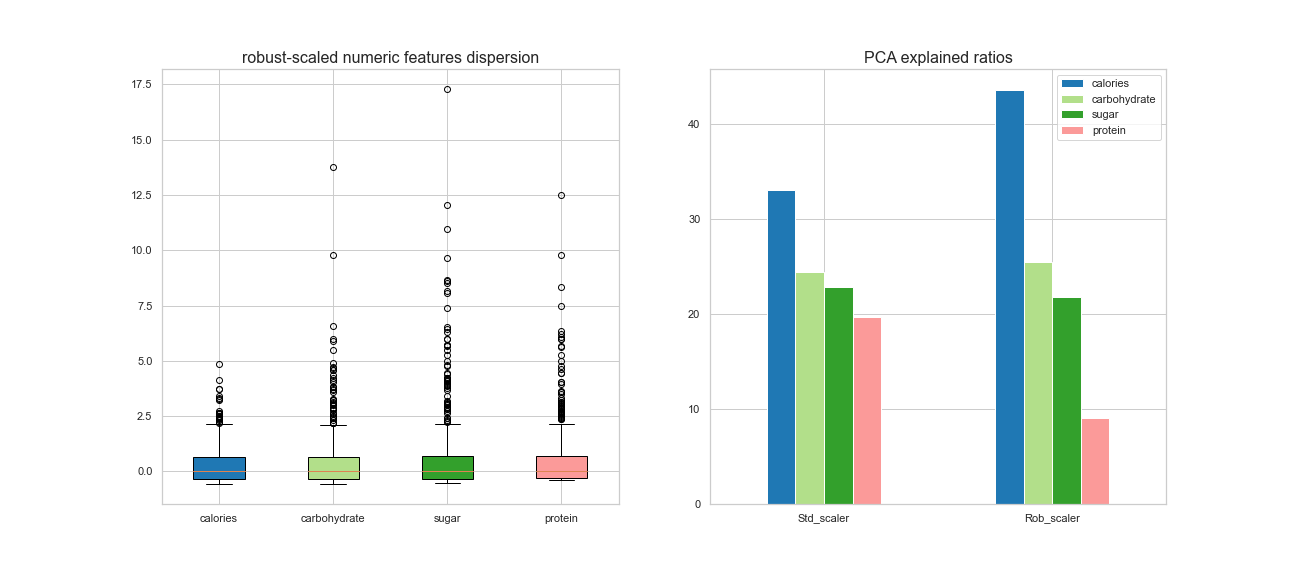 robust-scaled numeric features dispersion
17.5
15.0
12.5
10.0
7.5
5.0
2.5
0.0
calories carbohydrate sugar protein
PCA explained ratios
40
30
20
10
0
calories
carbohydrate
sugar
protein
Std_scaler Rob_scaler